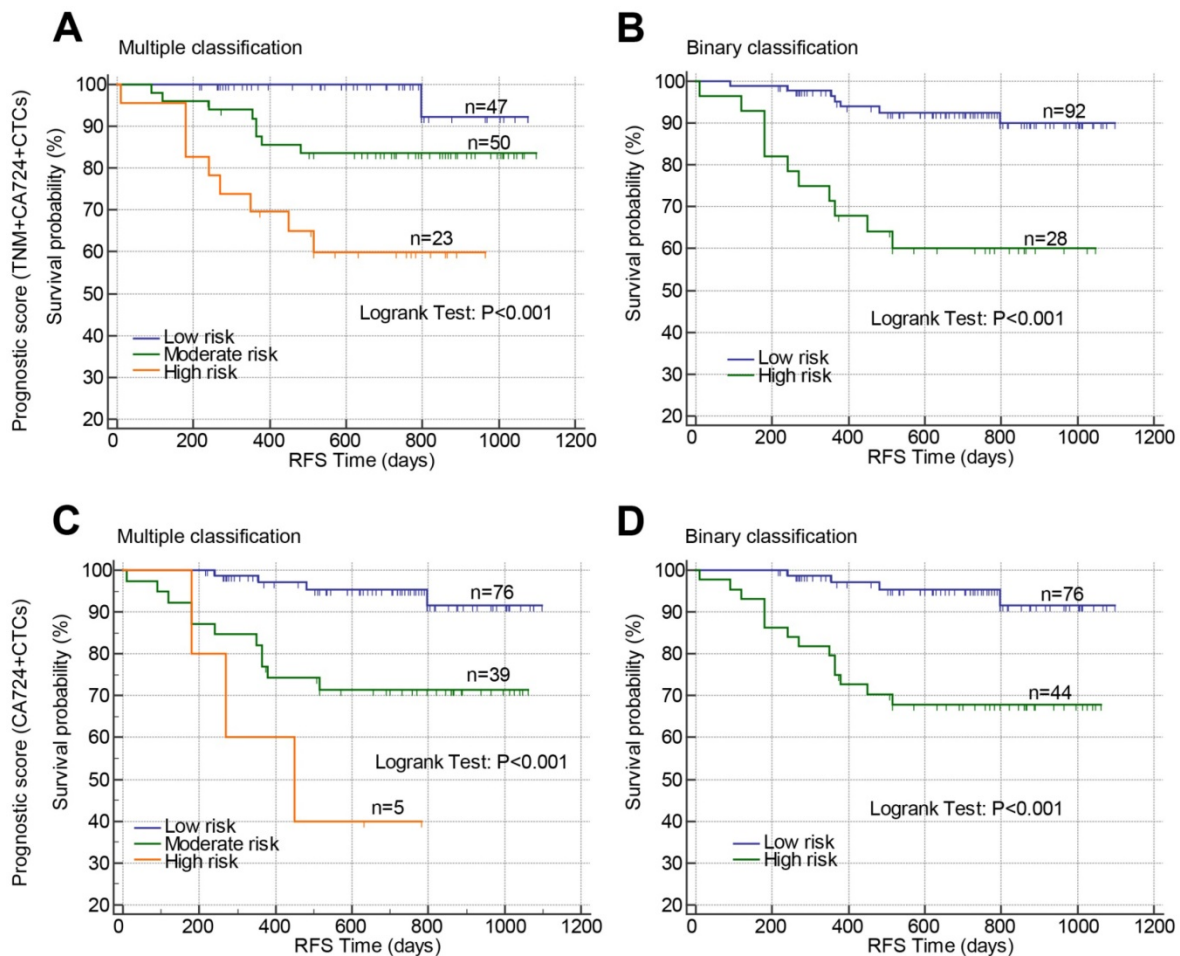 A
Multiple classification
Prognostic score (TNM+CA724+CTCs)
Survival probability (%)
100
90
80
70
60
50
40
30
20
n=47
n=50
n=23
Logrank Test: P<0.001
Low risk
Moderate risk
High risk
0 200 400 600 800 1000 1200
RFS Time (days)
B
Binary classification
Survival probability (%)
100
90
80
70
60
50
40
30
20
n=92
n=28
Logrank Test: P<0.001
Low risk
High risk
0 200 400 600 800 1000 1200
RFS Time (days)
C
Multiple classification
Prognostic score (CA724+CTCs)
Survival probability (%)
100
90
80
70
60
50
40
30
20
n=76
n=39
Logrank Test: P<0.001
n=5
Low risk
Moderate risk
High risk
0 200 400 600 800 1000 1200
RFS Time (days)
D
Binary classification
Survival probability (%)
100
90
80
70
60
50
40
30
20
n=76
n=44
Logrank Test: P<0.001
Low risk
High risk
0 200 400 600 800 1000 1200
RFS Time (days)